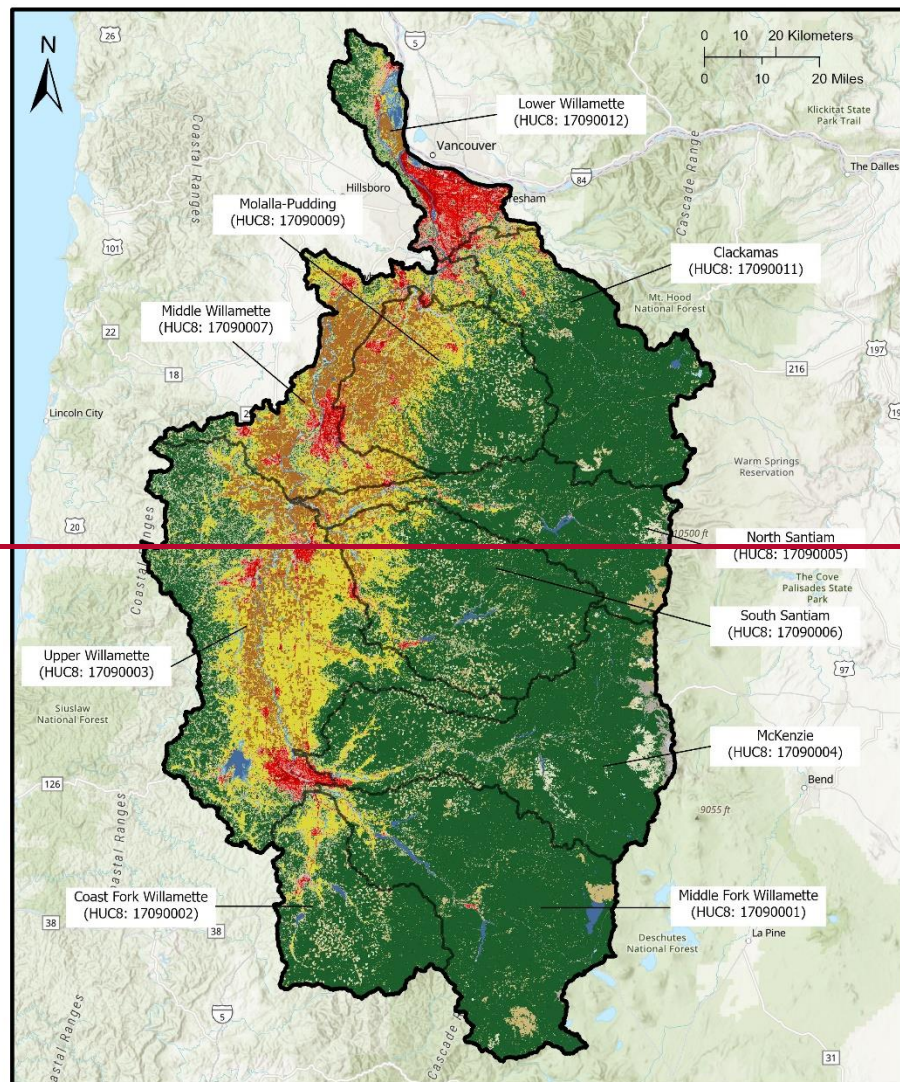 26
5
N
0 10 20 Kilometers
0 10 20 Miles
Klickitat State
Park Trail
Lower Willamette
(HUC8: 17090012)
Vancouver
Coastal Ranges
Cascade Range
84
The Dalles
Hillsboro
resham
Molalla-Pudding
(HUC8: 17090009)
101
Clackamas
(HUC8: 17090011)
Mt. Hood
National Forest
Middle Willamette
(HUC8: 17090007)
22
197
18
216
Lincoln City
Warm Springs
Reservation
20
10500 ft
North Santiam
(HUC8: 17090005)
The Cove
Palisades State
Park
Coastal Ranges
South Santiam
(HUC8: 17090006)
Upper Willamette
(HUC8: 17090003)
97
Siuslaw
National Forest
McKenzie
(HUC8: 17090004)
126
Bend
9055 ft
Coast Fork Willamette
(HUC8: 17090002)
Middle Fork Willamette
(HUC8: 17090001)
38
38
La Pine
Deschutes
National Forest
5
31